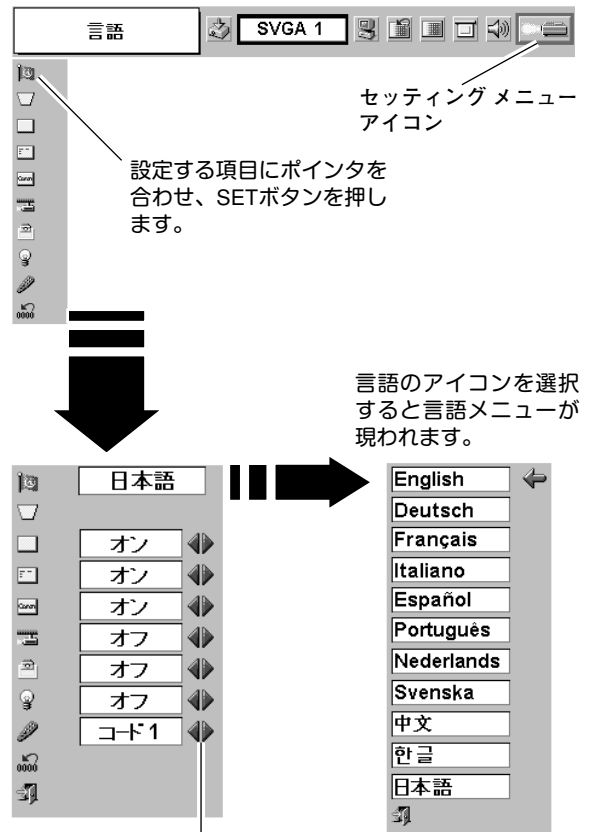 言語
SVGA 1
セッティング メニュー
アイコン
設定する項目にポインタを
合わせ、SETボタンを押し
ます。
0000
言語のアイコンを選択
すると言語メニューが
現われます。
日本語
オン
オン
オン
オフ
オフ
オフ
コード 1
0000
English
Deutsch
Français
Italiano
Español
Português
Nederlands
Svenska
中文
한글
日本語